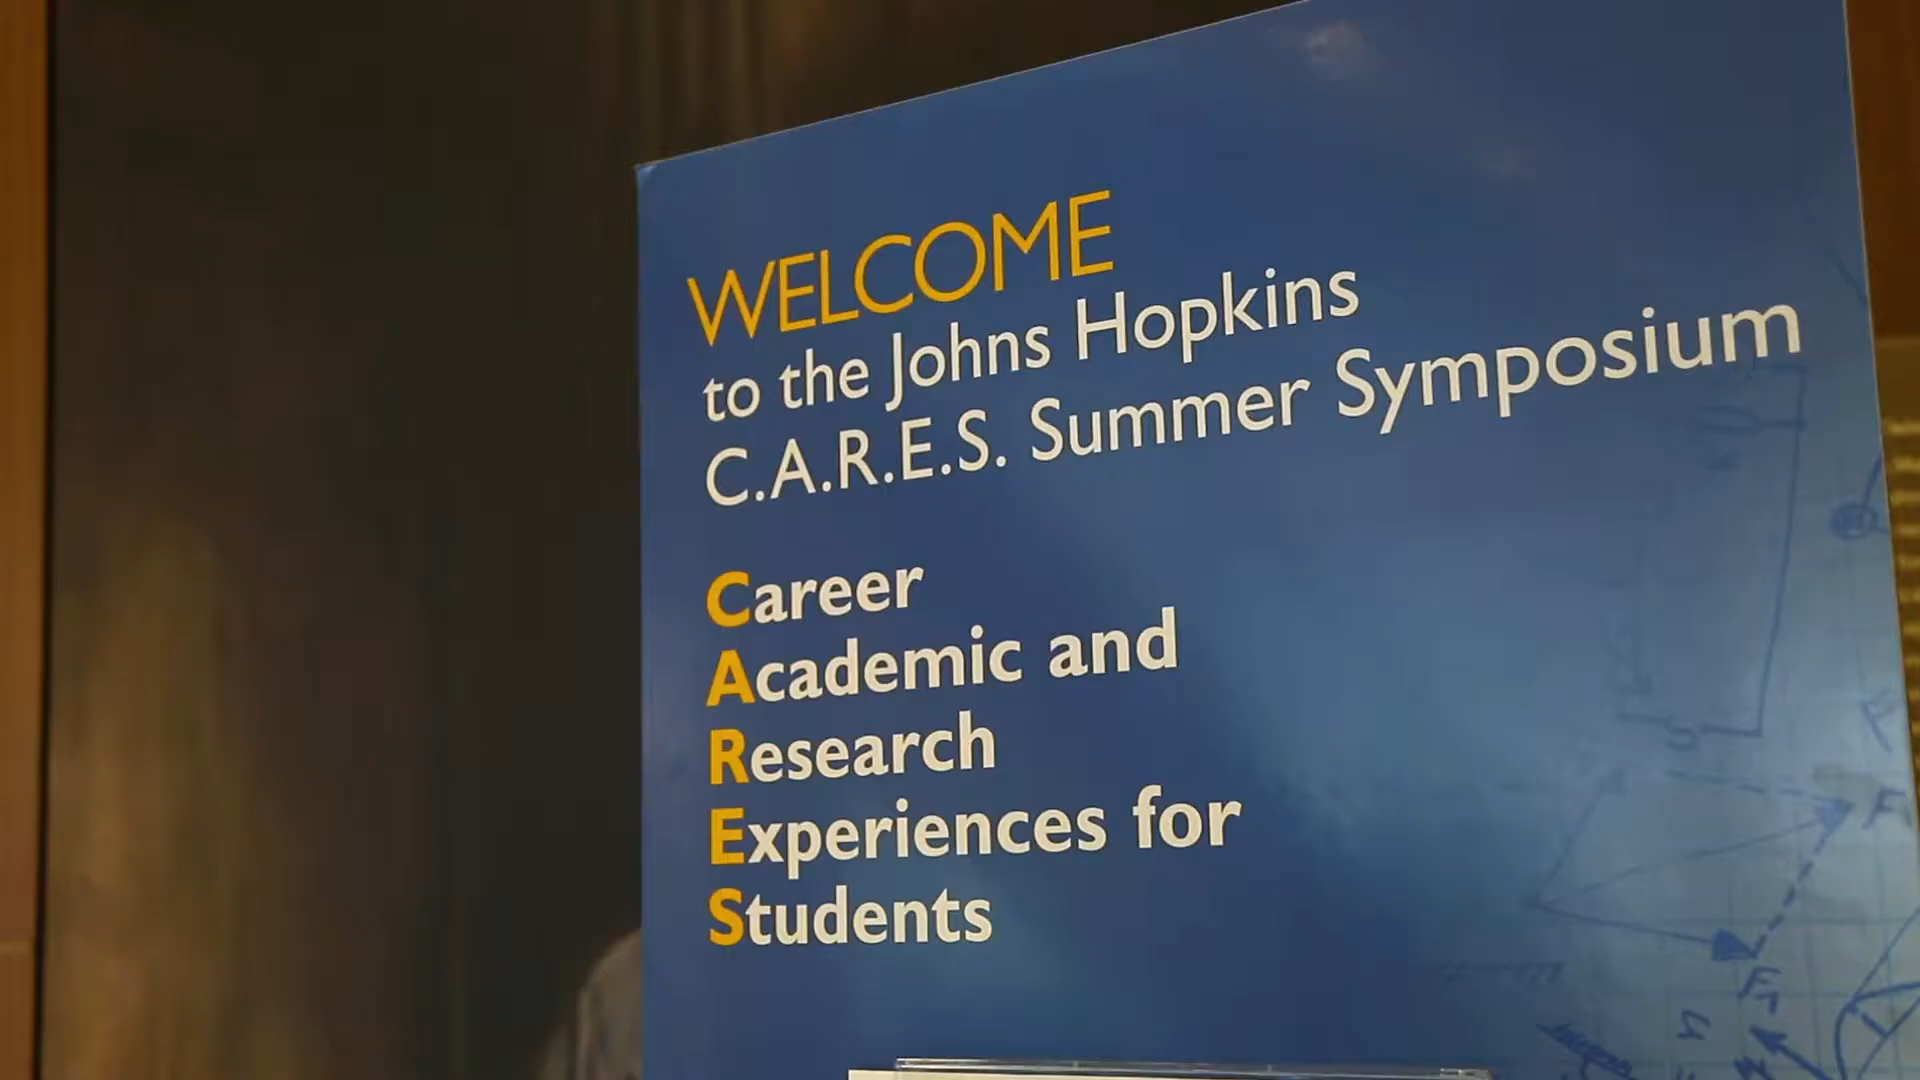 WELCOME
to the Johns Hopkins
C.A.R.E.S. Summer Symposium
Career
Academic and
Research
Experiences for
Students